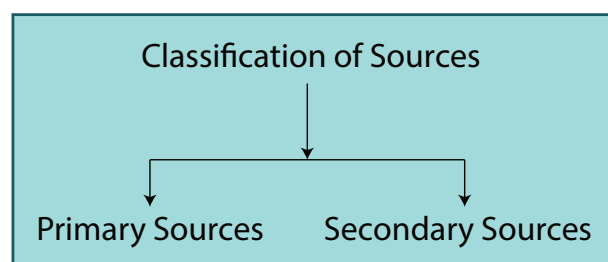 Classification of Sources
Primary Sources
Secondary Sources